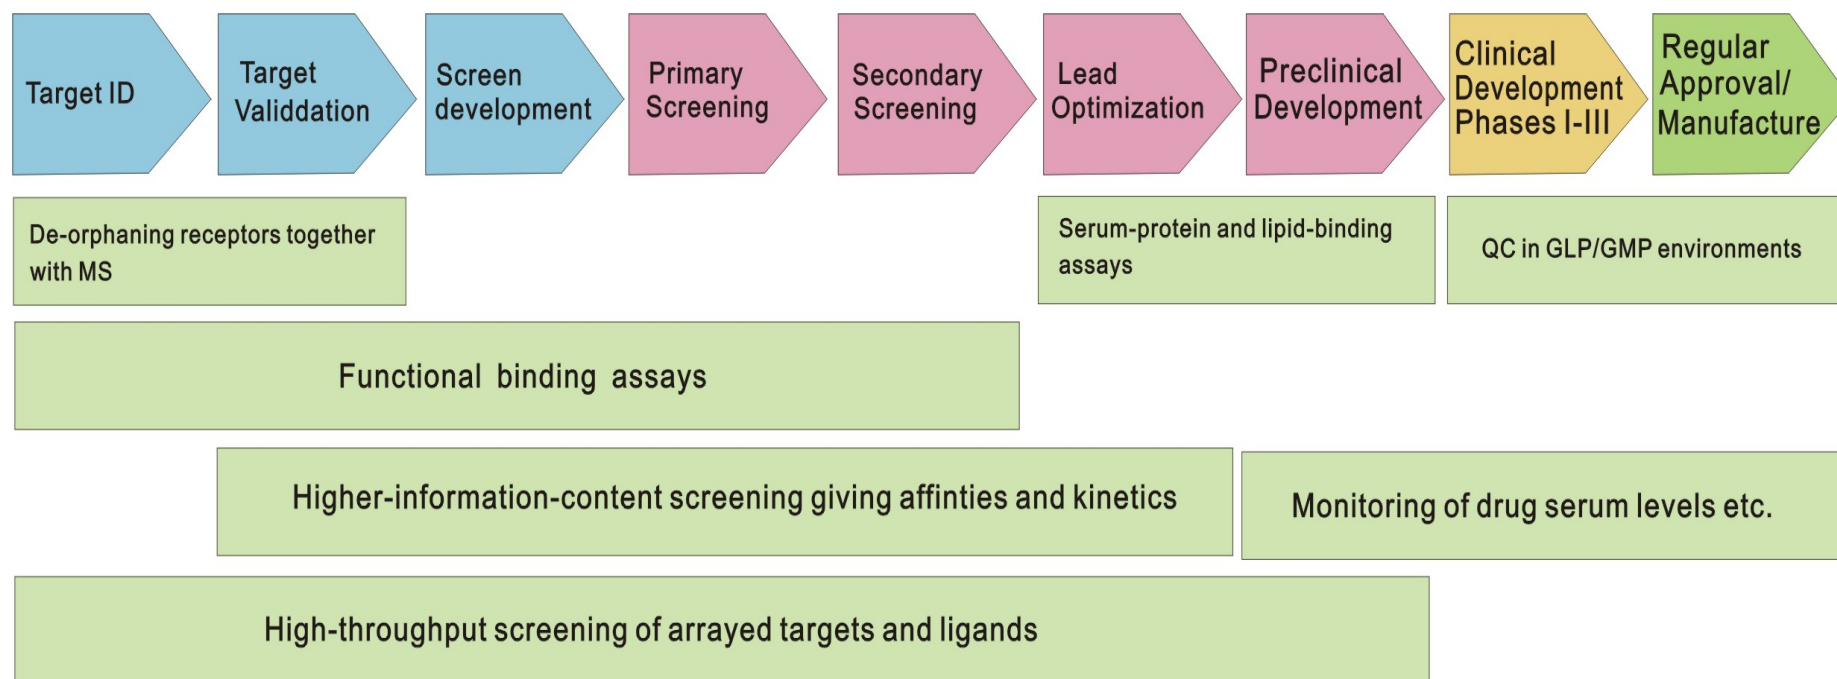 Target ID
Target
Validdation
Screen
development
Primary
Screening
Secondary
Screening
Lead
Optimization
Preclinical
Development
Clinical
Development
Phases I-III
Regular
Approval/
Manufacture
De-orphaning receptors together
with MS
Serum-protein and lipid-binding
assays
QC in GLP/GMP environments
Functional binding assays
Higher-information-content screening giving affinties and kinetics
Monitoring of drug serum levels etc.
High-throughput screening of arrayed targets and ligands